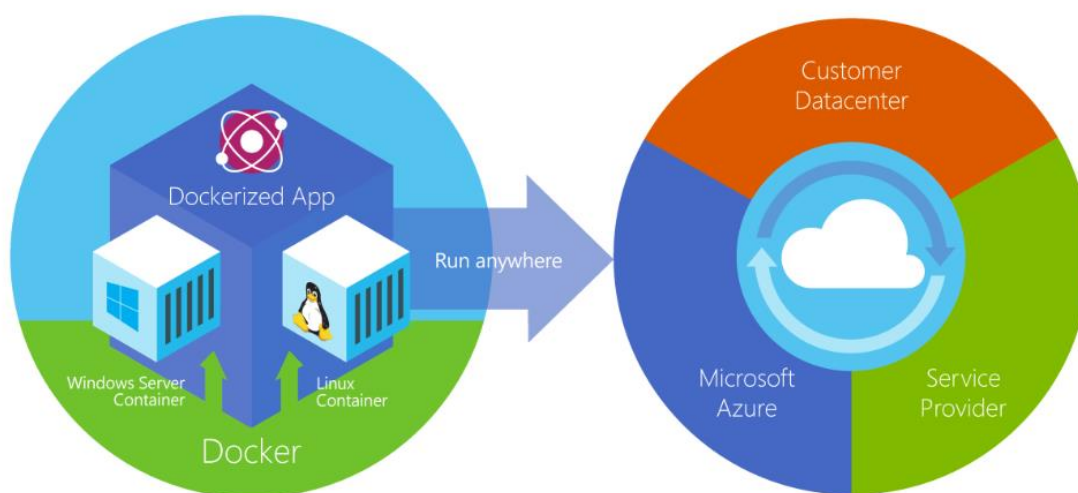 Dockerized App
Windows Server
Container
Linux
Container
Docker
Run anywhere
Customer
Datacenter
Microsoft
Azure
Service
Provider